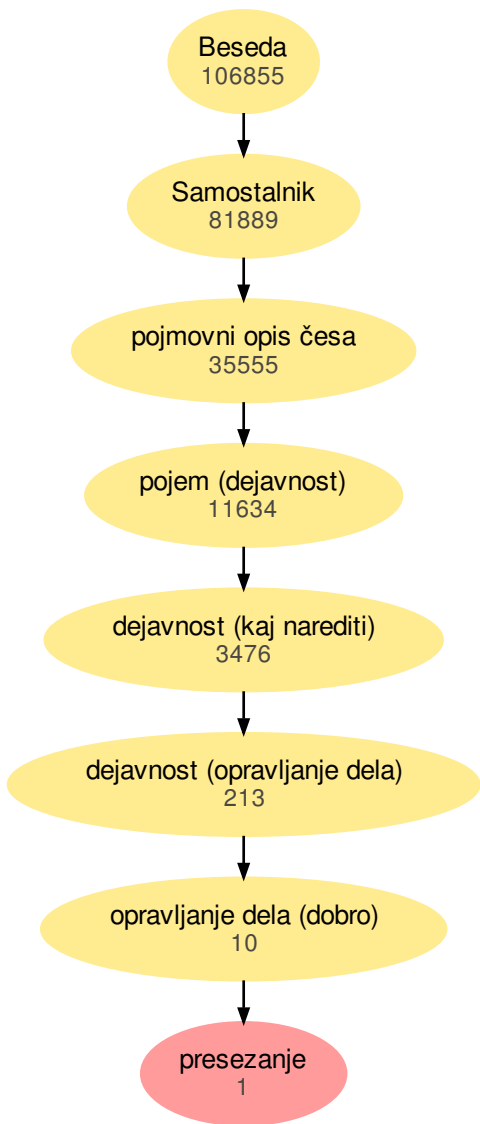 Beseda
106855
Samostalnik
81889
pojmovni opis česa
35555
pojem (dejavnost)
11634
dejavnost (kaj narediti)
3476
dejavnost (opravljanje dela)
213
opravljanje dela (dobro)
10
presezanje
1